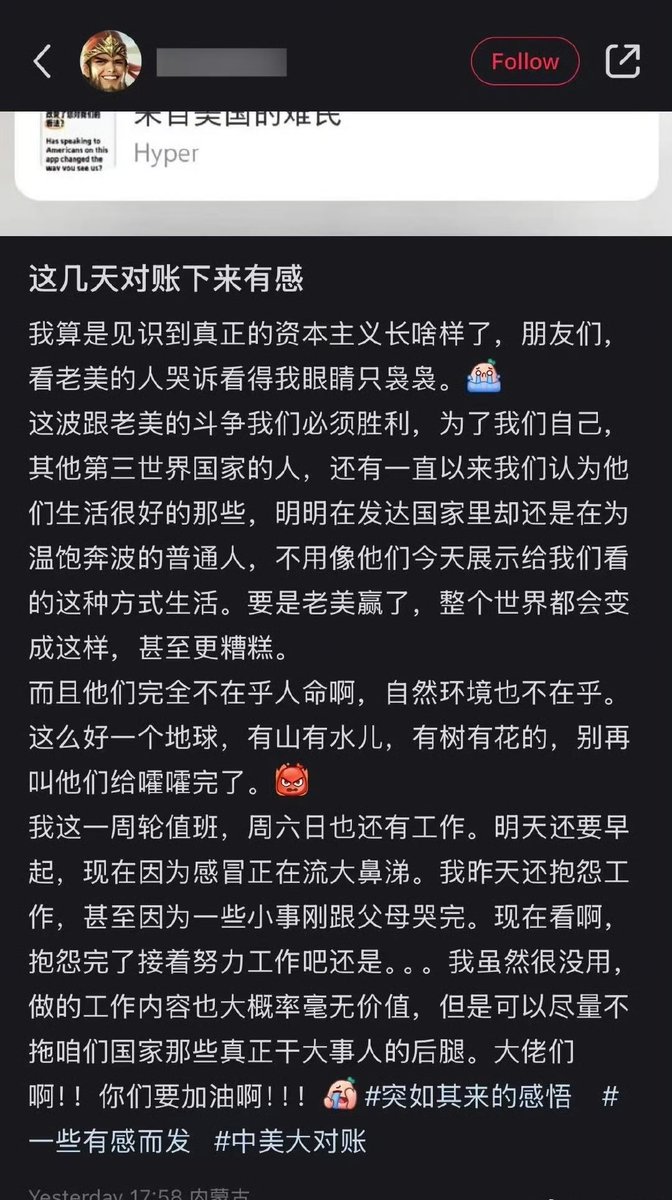 Follow
改变了您对我们的
看法?
Has speaking to
Americans on this
app changed the
way you see us?
来自美国的难民
Hyper
这几天对账下来有感
我算是见识到真正的资本主义长啥样了，朋友们，
看老美的人哭诉看得我眼睛只袅袅。
这波跟老美的斗争我们必须胜利，为了我们自己，
其他第三世界国家的人，还有一直以来我们认为他
们生活很好的那些，明明在发达国家里却还是在为
温饱奔波的普通人，不用像他们今天展示给我们看
的这种方式生活。要是老美赢了，整个世界都会变
成这样，甚至更糟糕。
而且他们完全不在乎人命啊，自然环境也不在乎。
这么好一个地球，有山有水儿，有树有花的，别再
叫他们给嚯嚯完了。
我这一周轮值班，周六日也还有工作。明天还要早
起，现在因为感冒正在流大鼻涕。我昨天还抱怨工
作，甚至因为一些小事刚跟父母哭完。现在看啊，
抱怨完了接着努力工作吧还是。。。我虽然很没用，
做的工作内容也大概率毫无价值，但是可以尽量不
拖咱们国家那些真正干大事人的后腿。大佬们
啊！！你们要加油啊！！！ #突如其来的感悟 #
一些有感而发 #中美大对账
Yesterday 17:58 内蒙古